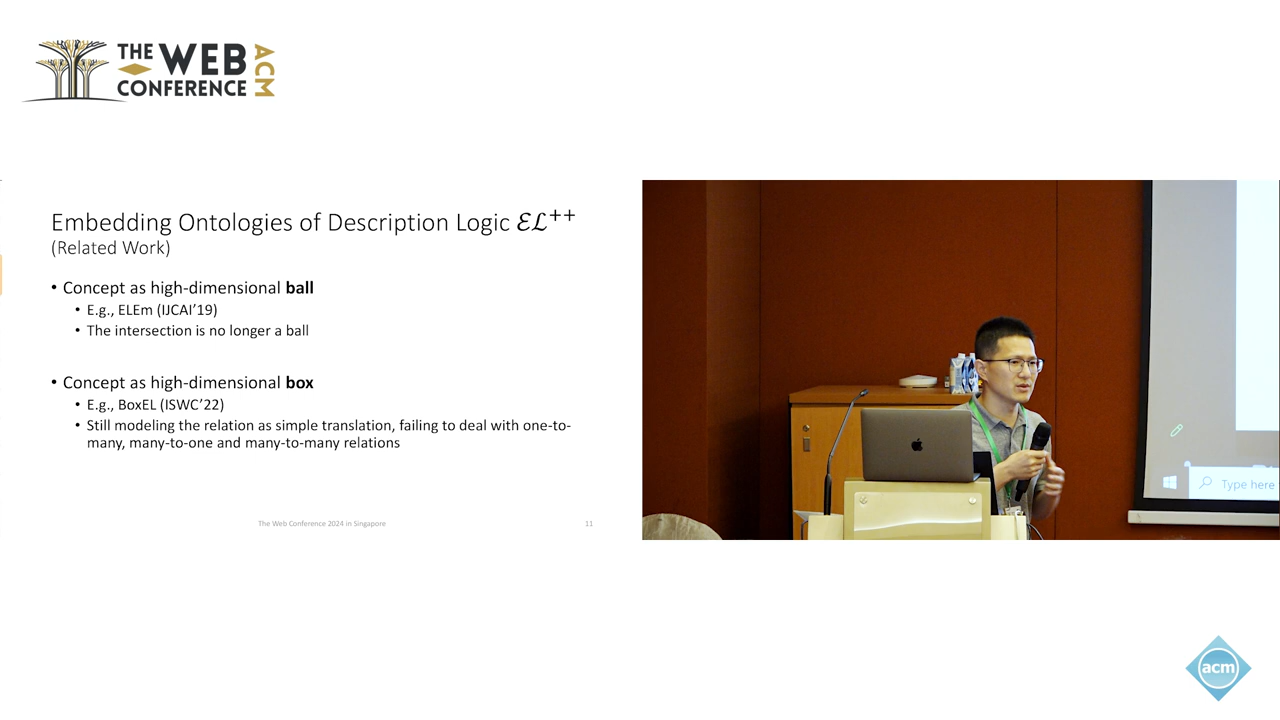 THE WEB
CONFERENCE
ACM
Embedding Ontologies of Description Logic ℰℒ⁺⁺
(Related Work)
• Concept as high-dimensional ball
• E.g., ELEm (IJCAI’19)
• The intersection is no longer a ball
• Concept as high-dimensional box
• E.g., BoxEL (ISWC’22)
• Still modeling the relation as simple translation, failing to deal with one-to-
many, many-to-one and many-to-many relations
The Web Conference 2024 in Singapore
11
Type here
acm